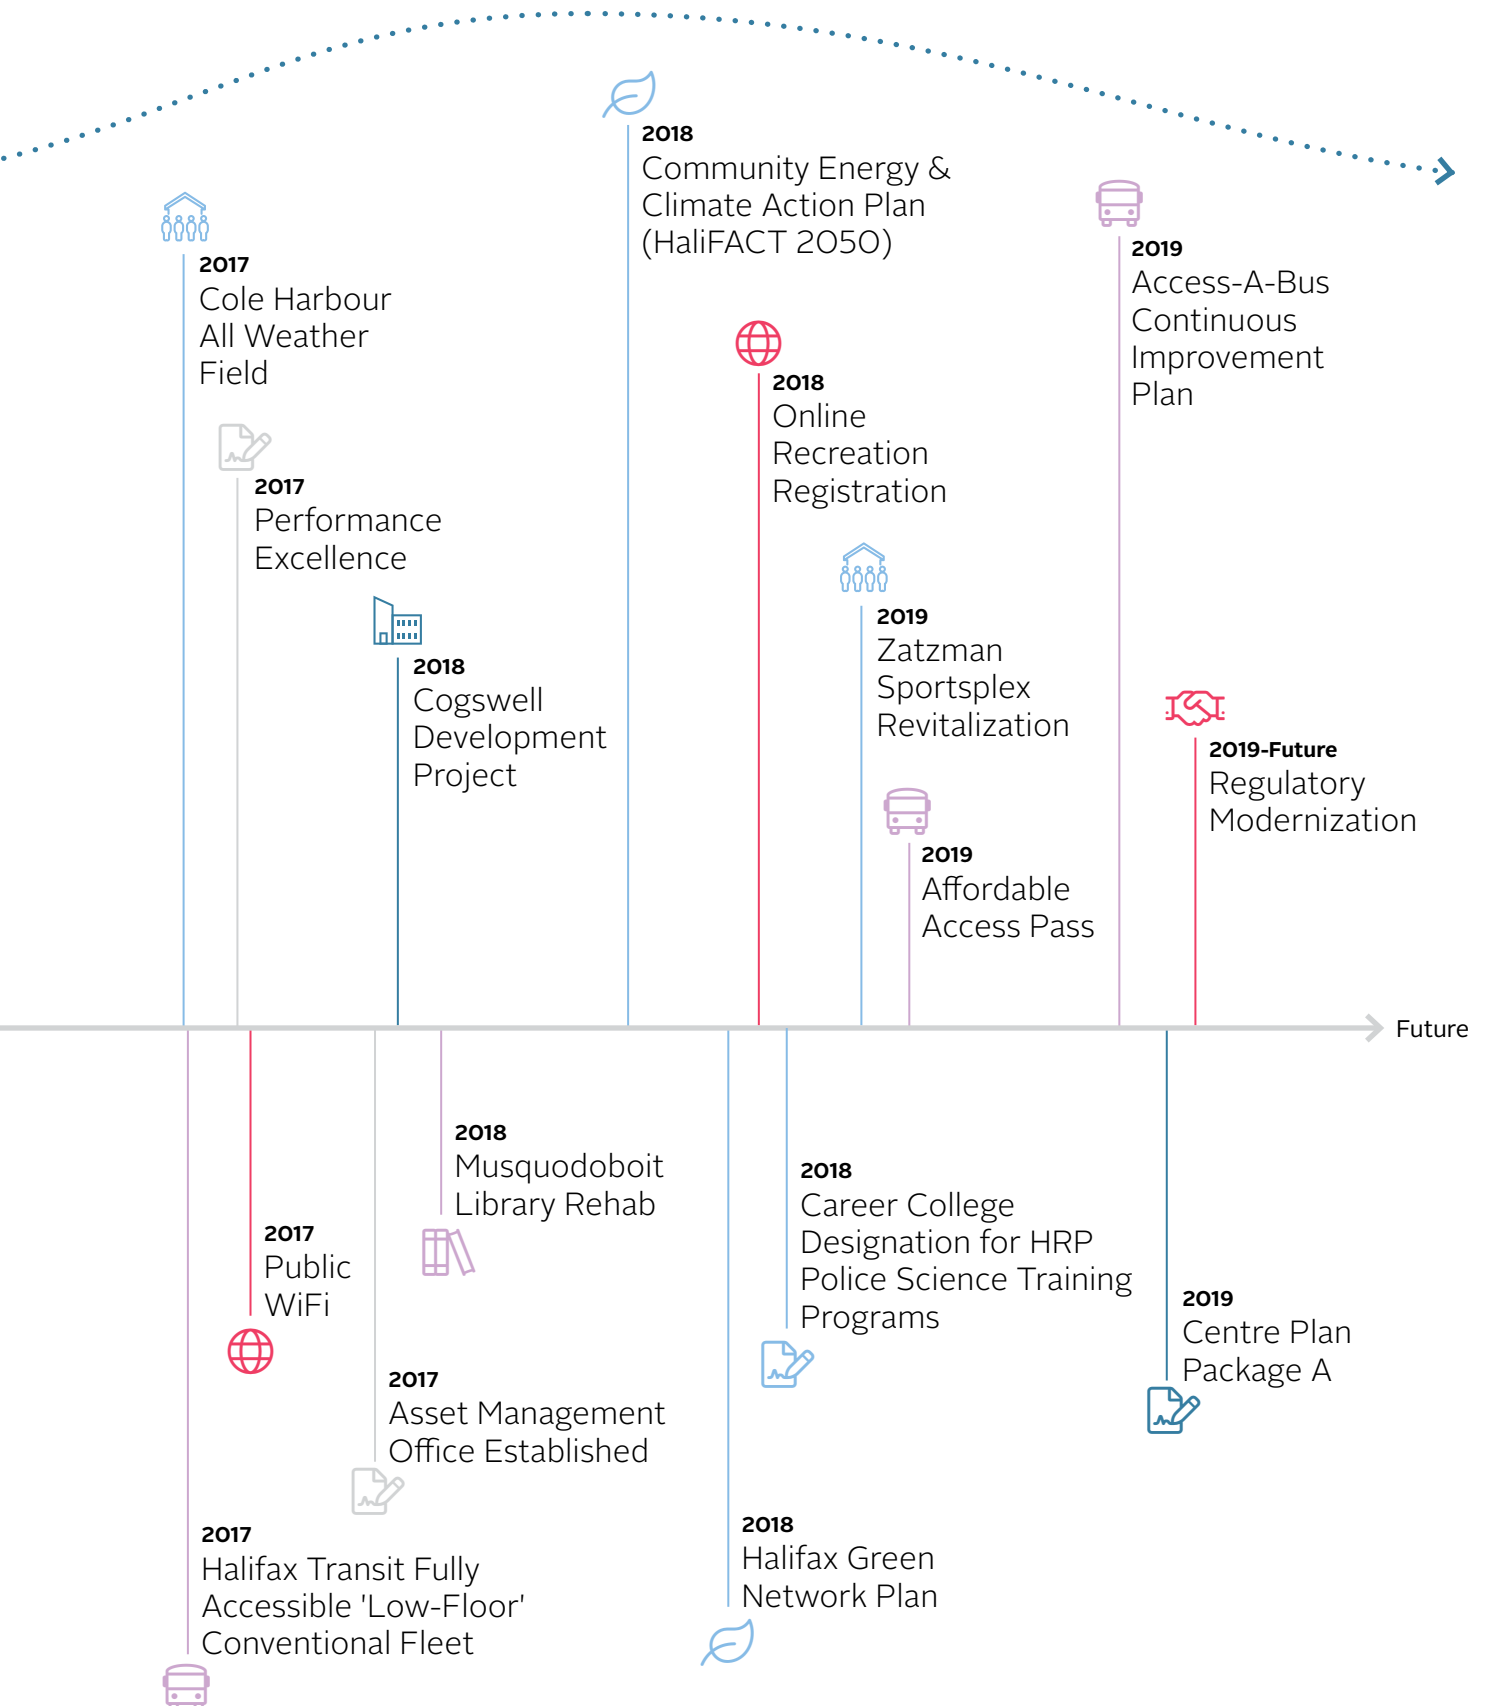 2018
Community Energy &
Climate Action Plan
(HaliFACT 2050)
2017
Cole Harbour
All Weather
Field
2019
Access-A-Bus
Continuous
Improvement
Plan
2018
Online
Recreation
Registration
2017
Performance
Excellence
2019
Zatzman
Sportsplex
Revitalization
2018
Cogswell
Development
Project
2019-Future
Regulatory
Modernization
2019
Affordable
Access Pass
Future
2018
Musquodoboit
Library Rehab
2018
Career College
Designation for HRP
Police Science Training
Programs
2017
Public
WiFi
2019
Centre Plan
Package A
2017
Asset Management
Office Established
2018
Halifax Green
Network Plan
2017
Halifax Transit Fully
Accessible 'Low-Floor'
Conventional Fleet